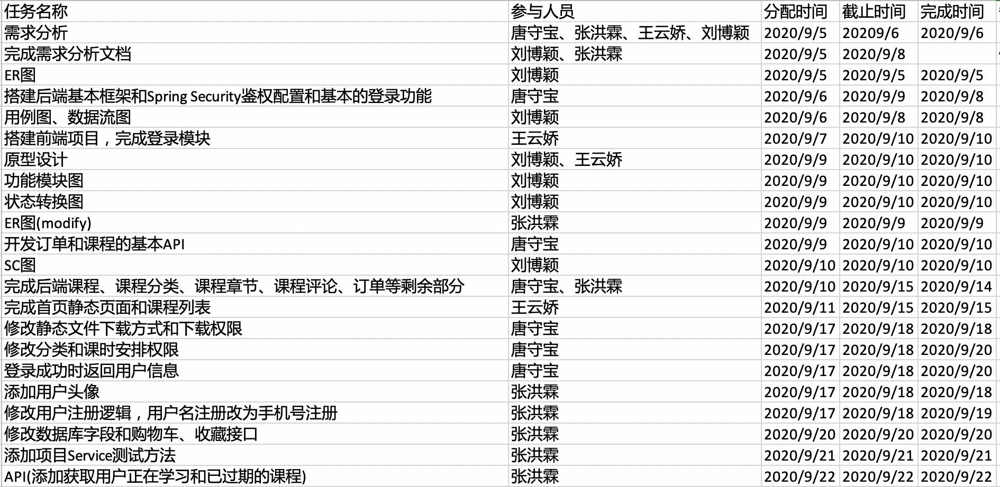 任务名称 参与人员 分配时间 截止时间 完成时间
需求分析 唐守宝、张洪霖、王云娇、刘博颖 2020/9/5 20209/6 2020/9/6
完成需求分析文档 刘博颖、张洪霖 2020/9/5 2020/9/8
ER图 刘博颖 2020/9/5 2020/9/5 2020/9/5
搭建后端基本框架和Spring Security鉴权配置和基本的登录功能 唐守宝 2020/9/6 2020/9/9 2020/9/8
用例图、数据流图 刘博颖 2020/9/6 2020/9/8 2020/9/8
搭建前端项目，完成登录模块 王云娇 2020/9/7 2020/9/10 2020/9/10
原型设计 刘博颖、王云娇 2020/9/9 2020/9/10 2020/9/10
功能模块图 刘博颖 2020/9/9 2020/9/10 2020/9/10
状态转换图 刘博颖 2020/9/9 2020/9/10 2020/9/10
ER图(modify) 张洪霖 2020/9/9 2020/9/9 2020/9/9
开发订单和课程的基本API 唐守宝 2020/9/9 2020/9/10 2020/9/10
SC图 刘博颖 2020/9/10 2020/9/10 2020/9/10
完成后端课程、课程分类、课程章节、课程评论、订单等剩余部分 唐守宝、张洪霖 2020/9/10 2020/9/15 2020/9/14
完成首页静态页面和课程列表 王云娇 2020/9/11 2020/9/15 2020/9/15
修改静态文件下载方式和下载权限 唐守宝 2020/9/17 2020/9/18 2020/9/18
修改分类和课时安排权限 唐守宝 2020/9/17 2020/9/18 2020/9/20
登录成功时返回用户信息 唐守宝 2020/9/17 2020/9/18 2020/9/20
添加用户头像 张洪霖 2020/9/17 2020/9/18 2020/9/18
修改用户注册逻辑，用户名注册改为手机号注册 张洪霖 2020/9/17 2020/9/18 2020/9/19
修改数据库字段和购物车、收藏接口 张洪霖 2020/9/20 2020/9/20 2020/9/20
添加项目Service测试方法 张洪霖 2020/9/21 2020/9/21 2020/9/21
API(添加获取用户正在学习和已过期的课程) 张洪霖 2020/9/22 2020/9/22 2020/9/22